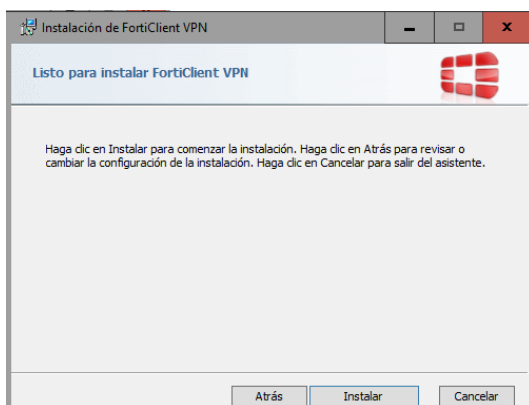 Instalación de FortiClient VPN
Listo para instalar FortiClient VPN
Haga clic en Instalar para comenzar la instalación. Haga clic en Atrás para revisar o
cambiar la configuración de la instalación. Haga clic en Cancelar para salir del asistente.
Atrás
Instalar
Cancelar